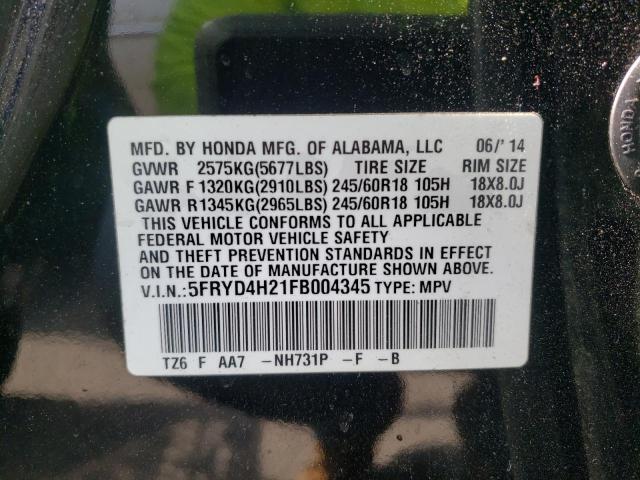 MFD. BY HONDA MFG. OF ALABAMA, LLC 06/'14
GVWR 2575KG(5677LBS) TIRE SIZE RIM SIZE
GAWR F 1320KG(2910LBS) 245/60R18 105H 18X8.0J
GAWR R 1345KG(2965LBS) 245/60R18 105H 18X8.0J
THIS VEHICLE CONFORMS TO ALL APPLICABLE
FEDERAL MOTOR VEHICLE SAFETY
AND THEFT PREVENTION STANDARDS IN EFFECT
ON THE DATE OF MANUFACTURE SHOWN ABOVE.
V.I.N.: 5FRYD4H21FB004345 TYPE: MPV
TZ6 F AA7 -NH731P -F -B